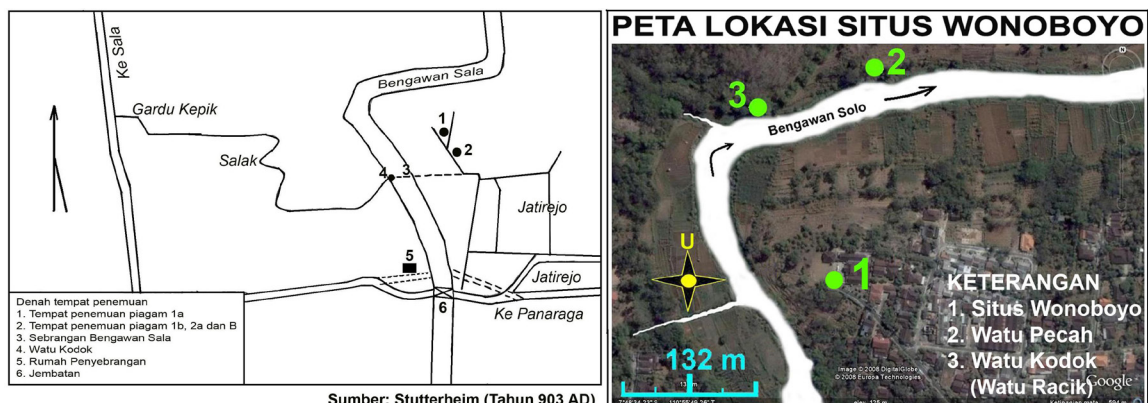 Ke Sala
Gardu Kepik
Salak
Bengawan Sala
1
2
3
4
Jatirejo
5
Jatirejo
6
Ke Panaraga
Denah tempat penemuan
1. Tempat penemuan piagam 1a
2. Tempat penemuan piagam 1b, 2a dan B
3. Sebrangan Bengawan Sala
4. Watu Kodok
5. Rumah Penyebrangan
6. Jembatan
Sumber: Stutterheim (Tahun 903 AD)
PETA LOKASI SITUS WONOBOYO
2
3
Bengawan Solo
U
1
KETERANGAN
1. Situs Wonoboyo
2. Watu Pecah
3. Watu Kodok
(Watu Racik)
132 m
Image © 2008 DigitalGlobe
© 2008 Europa Technologies
Google